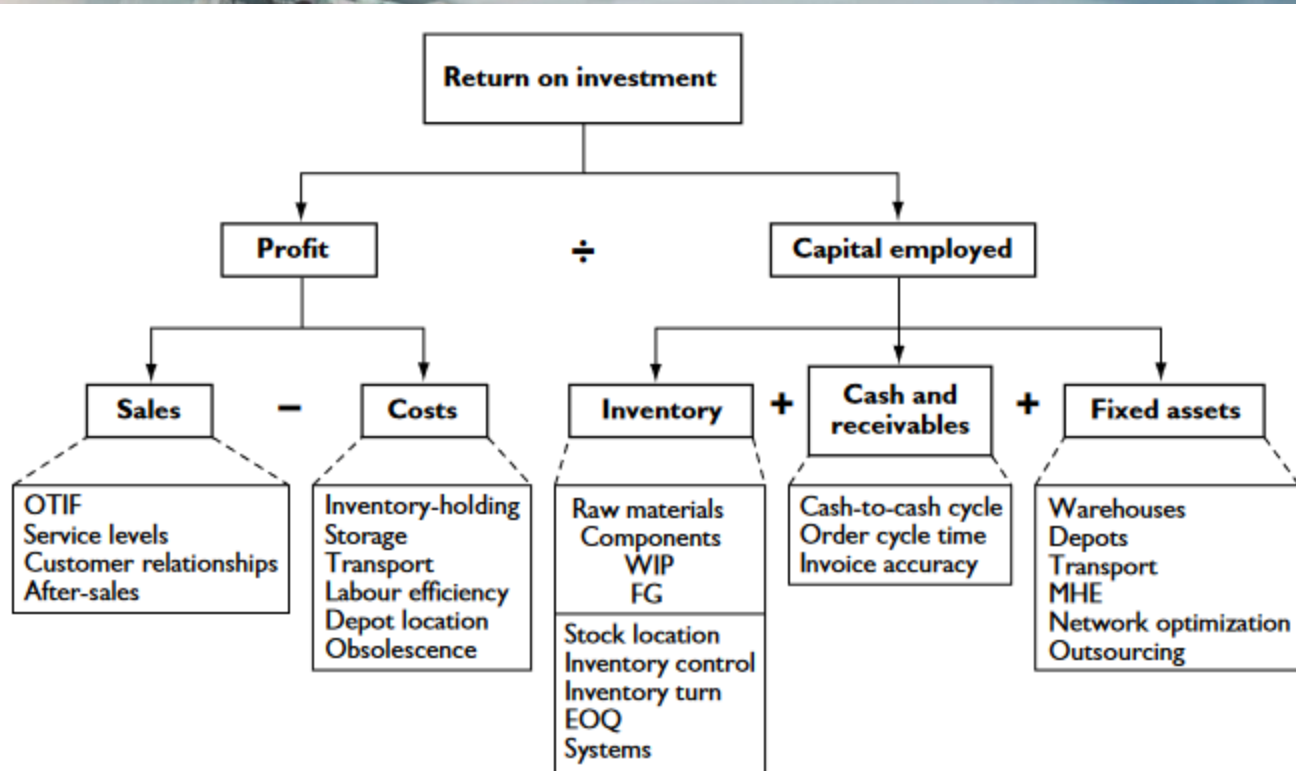 Return on investment
Profit
÷
Capital employed
Sales
–
Costs
Inventory
+
Cash and
receivables
+
Fixed assets
OTIF
Service levels
Customer relationships
After-sales
Inventory-holding
Storage
Transport
Labour efficiency
Depot location
Obsolescence
Raw materials
Components
WIP
FG
Stock location
Inventory control
Inventory turn
EOQ
Systems
Cash-to-cash cycle
Order cycle time
Invoice accuracy
Warehouses
Depots
Transport
MHE
Network optimization
Outsourcing